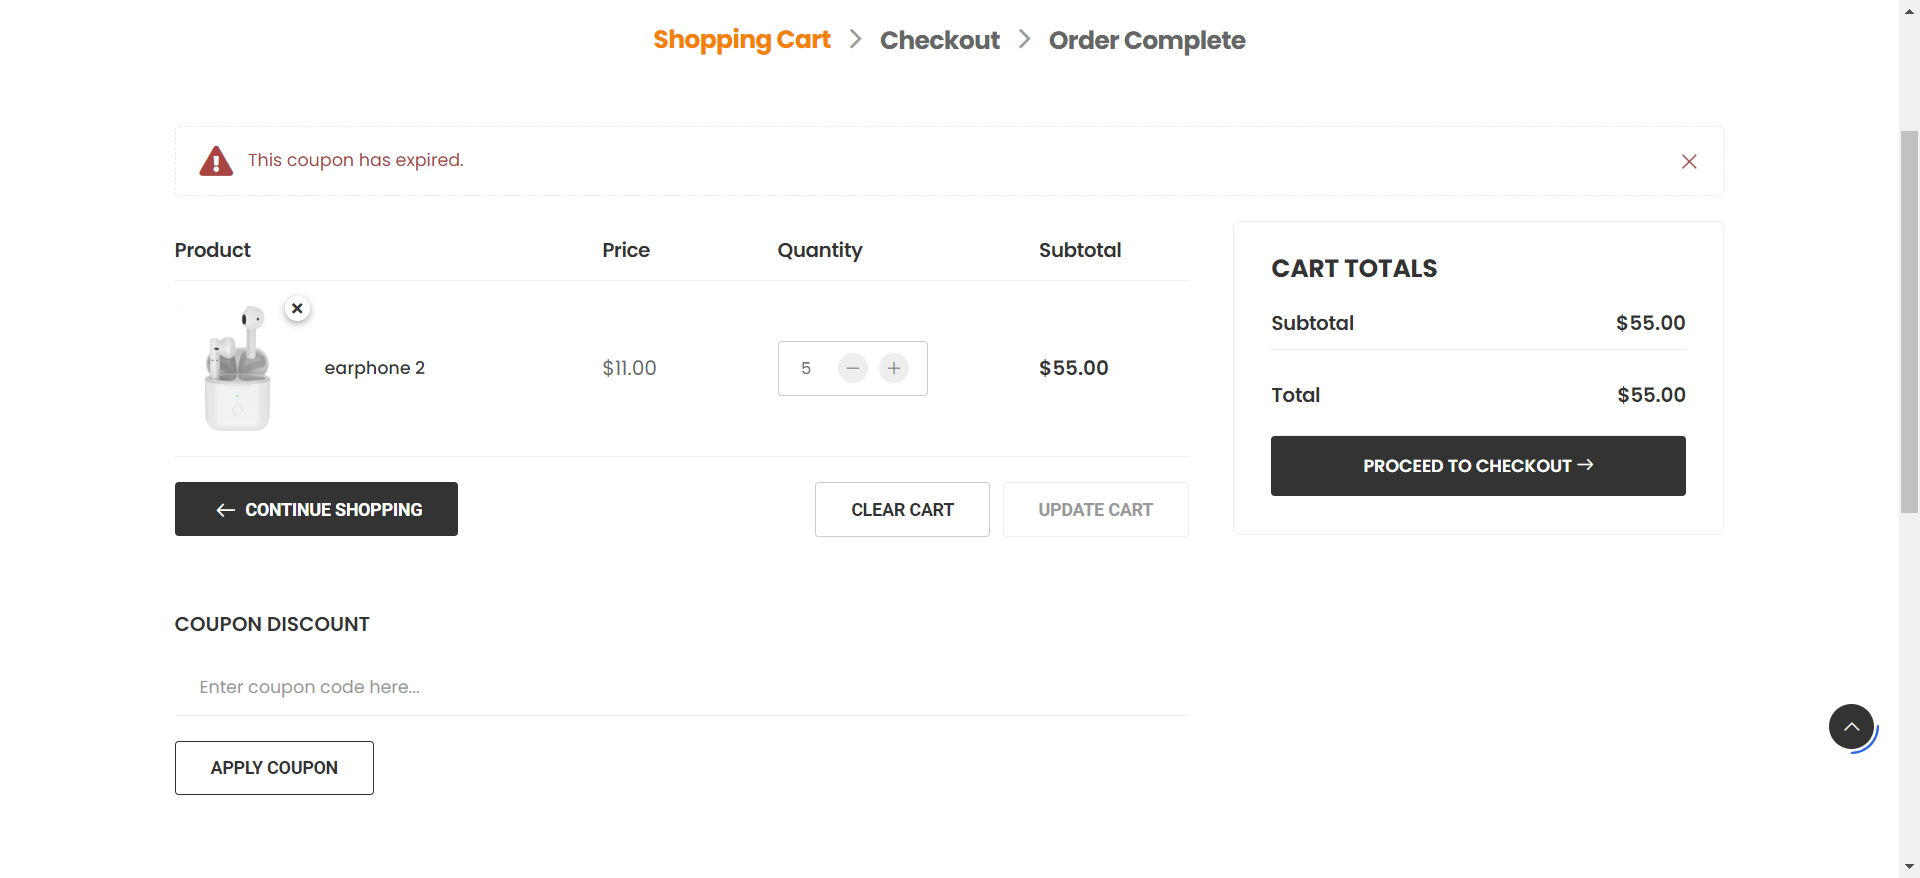 Shopping Cart > Checkout > Order Complete
This coupon has expired.
Product Price Quantity Subtotal
earphone 2 $11.00 5 − + $55.00
← CONTINUE SHOPPING CLEAR CART UPDATE CART
CART TOTALS
Subtotal $55.00
Total $55.00
PROCEED TO CHECKOUT →
COUPON DISCOUNT
Enter coupon code here...
APPLY COUPON